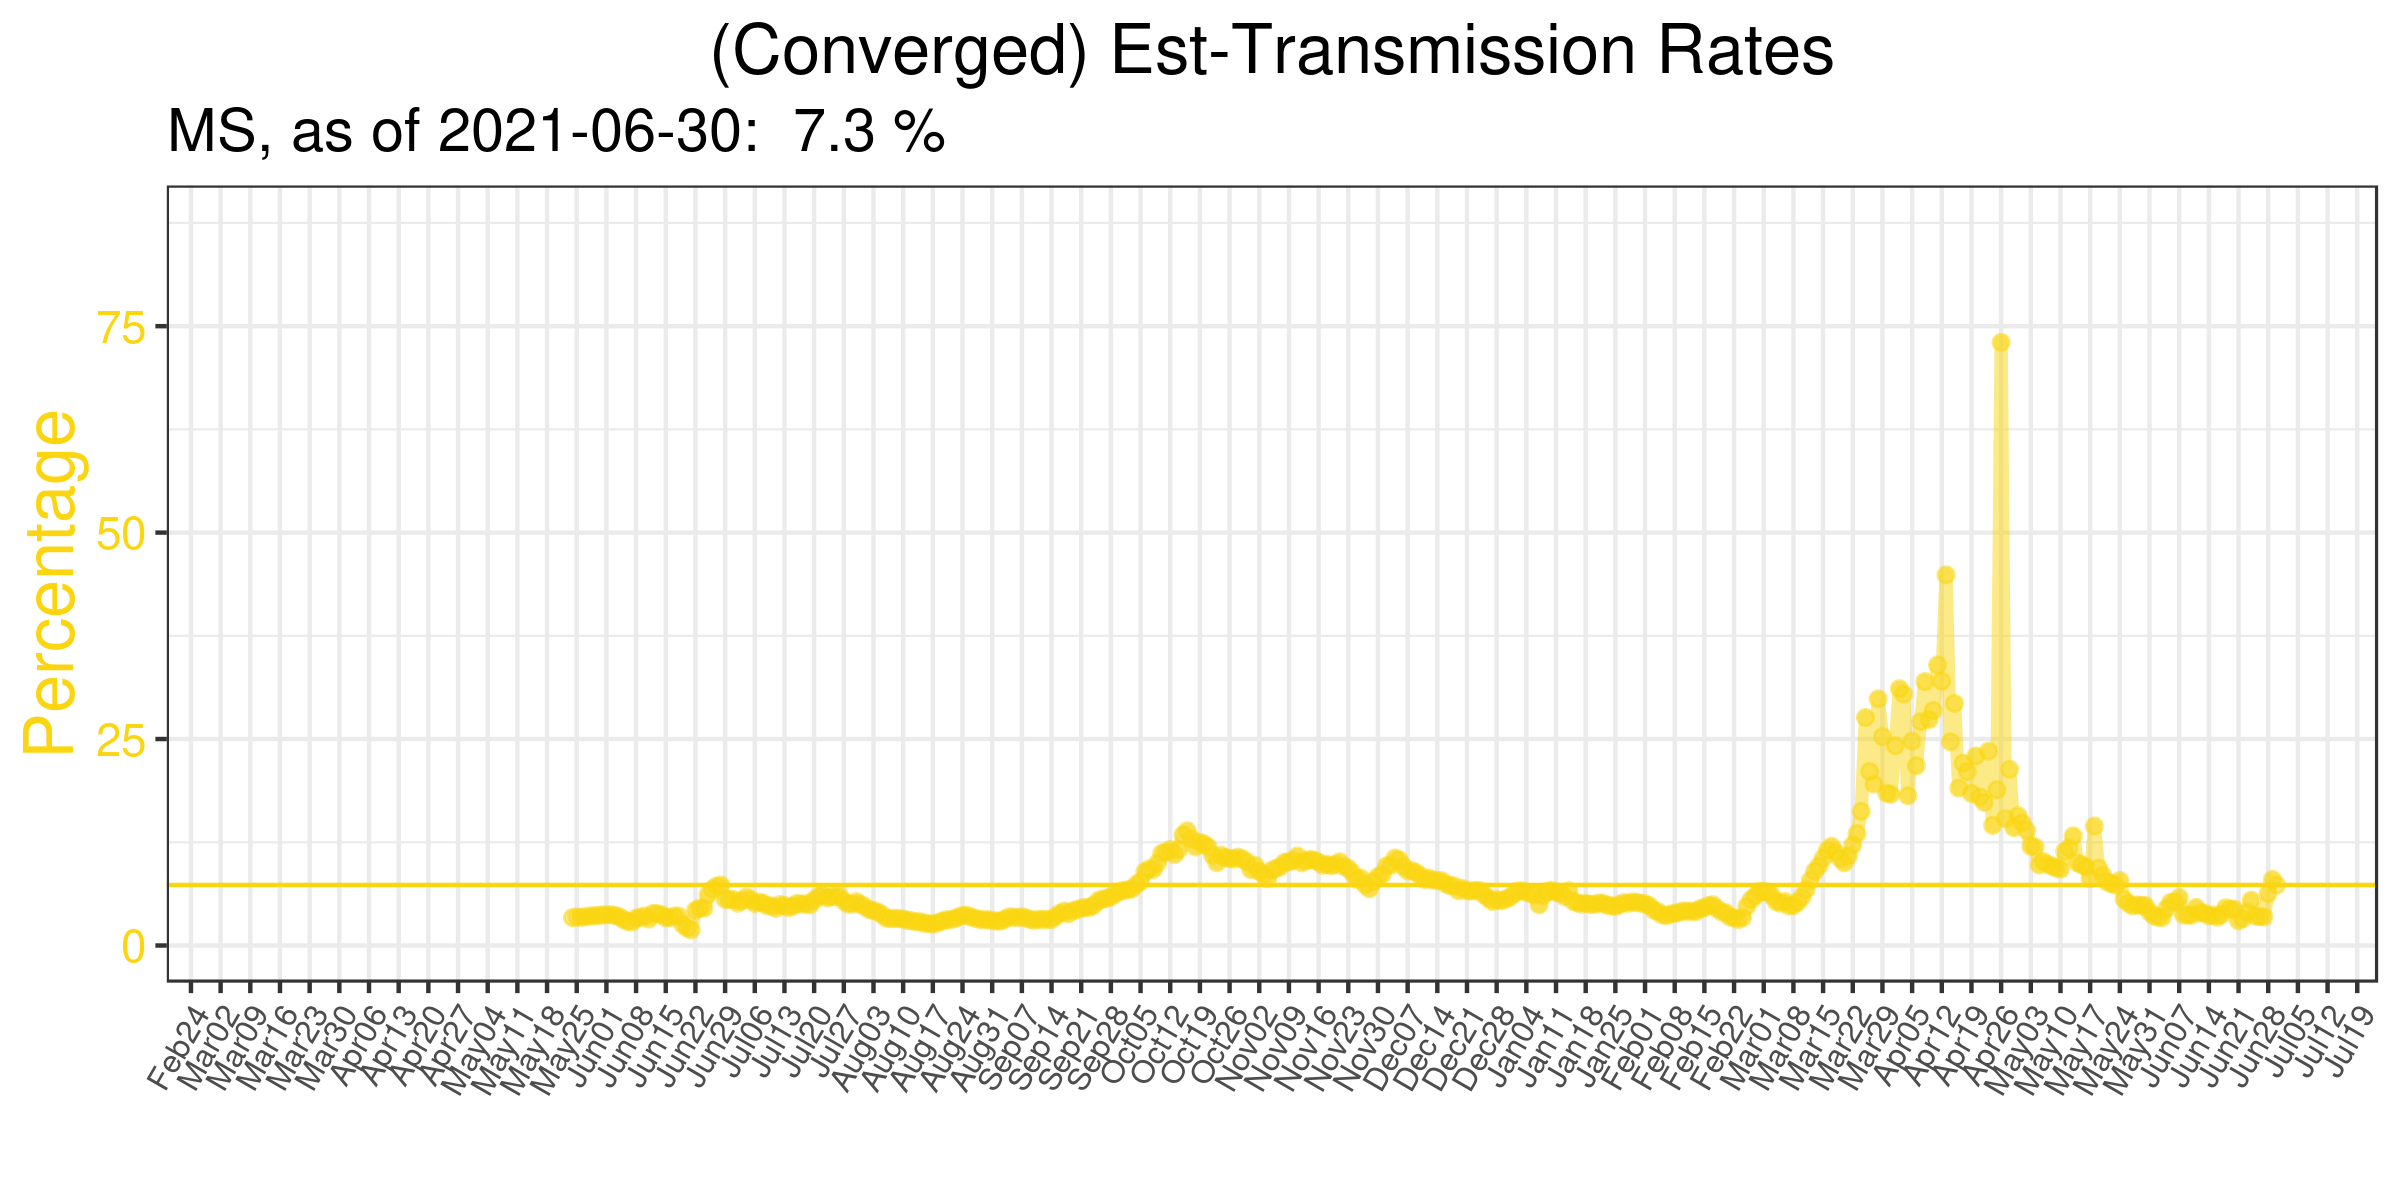 (Converged) Est-Transmission Rates
MS, as of 2021-06-30:  7.3 %
Percentage
75
50
25
0
Feb24
Mar02
Mar09
Mar16
Mar23
Mar30
Apr06
Apr13
Apr20
Apr27
May04
May11
May18
May25
Jun01
Jun08
Jun15
Jun22
Jun29
Jul06
Jul13
Jul20
Jul27
Aug03
Aug10
Aug17
Aug24
Aug31
Sep07
Sep14
Sep21
Sep28
Oct05
Oct12
Oct19
Oct26
Nov02
Nov09
Nov16
Nov23
Nov30
Dec07
Dec14
Dec21
Dec28
Jan04
Jan11
Jan18
Jan25
Feb01
Feb08
Feb15
Feb22
Mar01
Mar08
Mar15
Mar22
Mar29
Apr05
Apr12
Apr19
Apr26
May03
May10
May17
May24
May31
Jun07
Jun14
Jun21
Jun28
Jul05
Jul12
Jul19